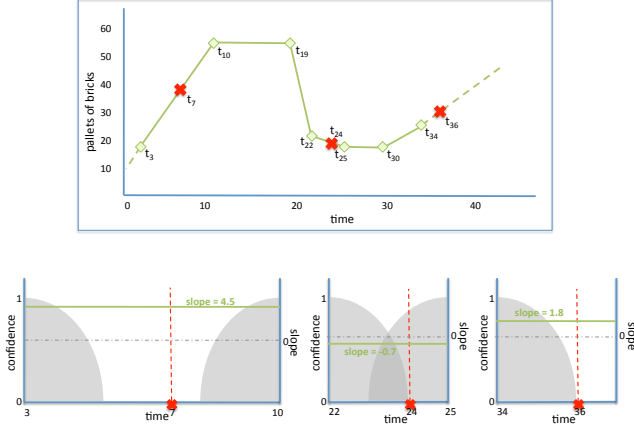 60
50
40
30
20
10
pallets of bricks
t3
t7
t10
t19
t22
t24
t25
t30
t34
t36
0 10 20 30 40
time
1
0
confidence
slope = 4.5
0
slope
3 7 10
time
1
0
confidence
slope = -0.7
0
slope
22 24 25
time
1
0
confidence
slope = 1.8
0
slope
34 36
time